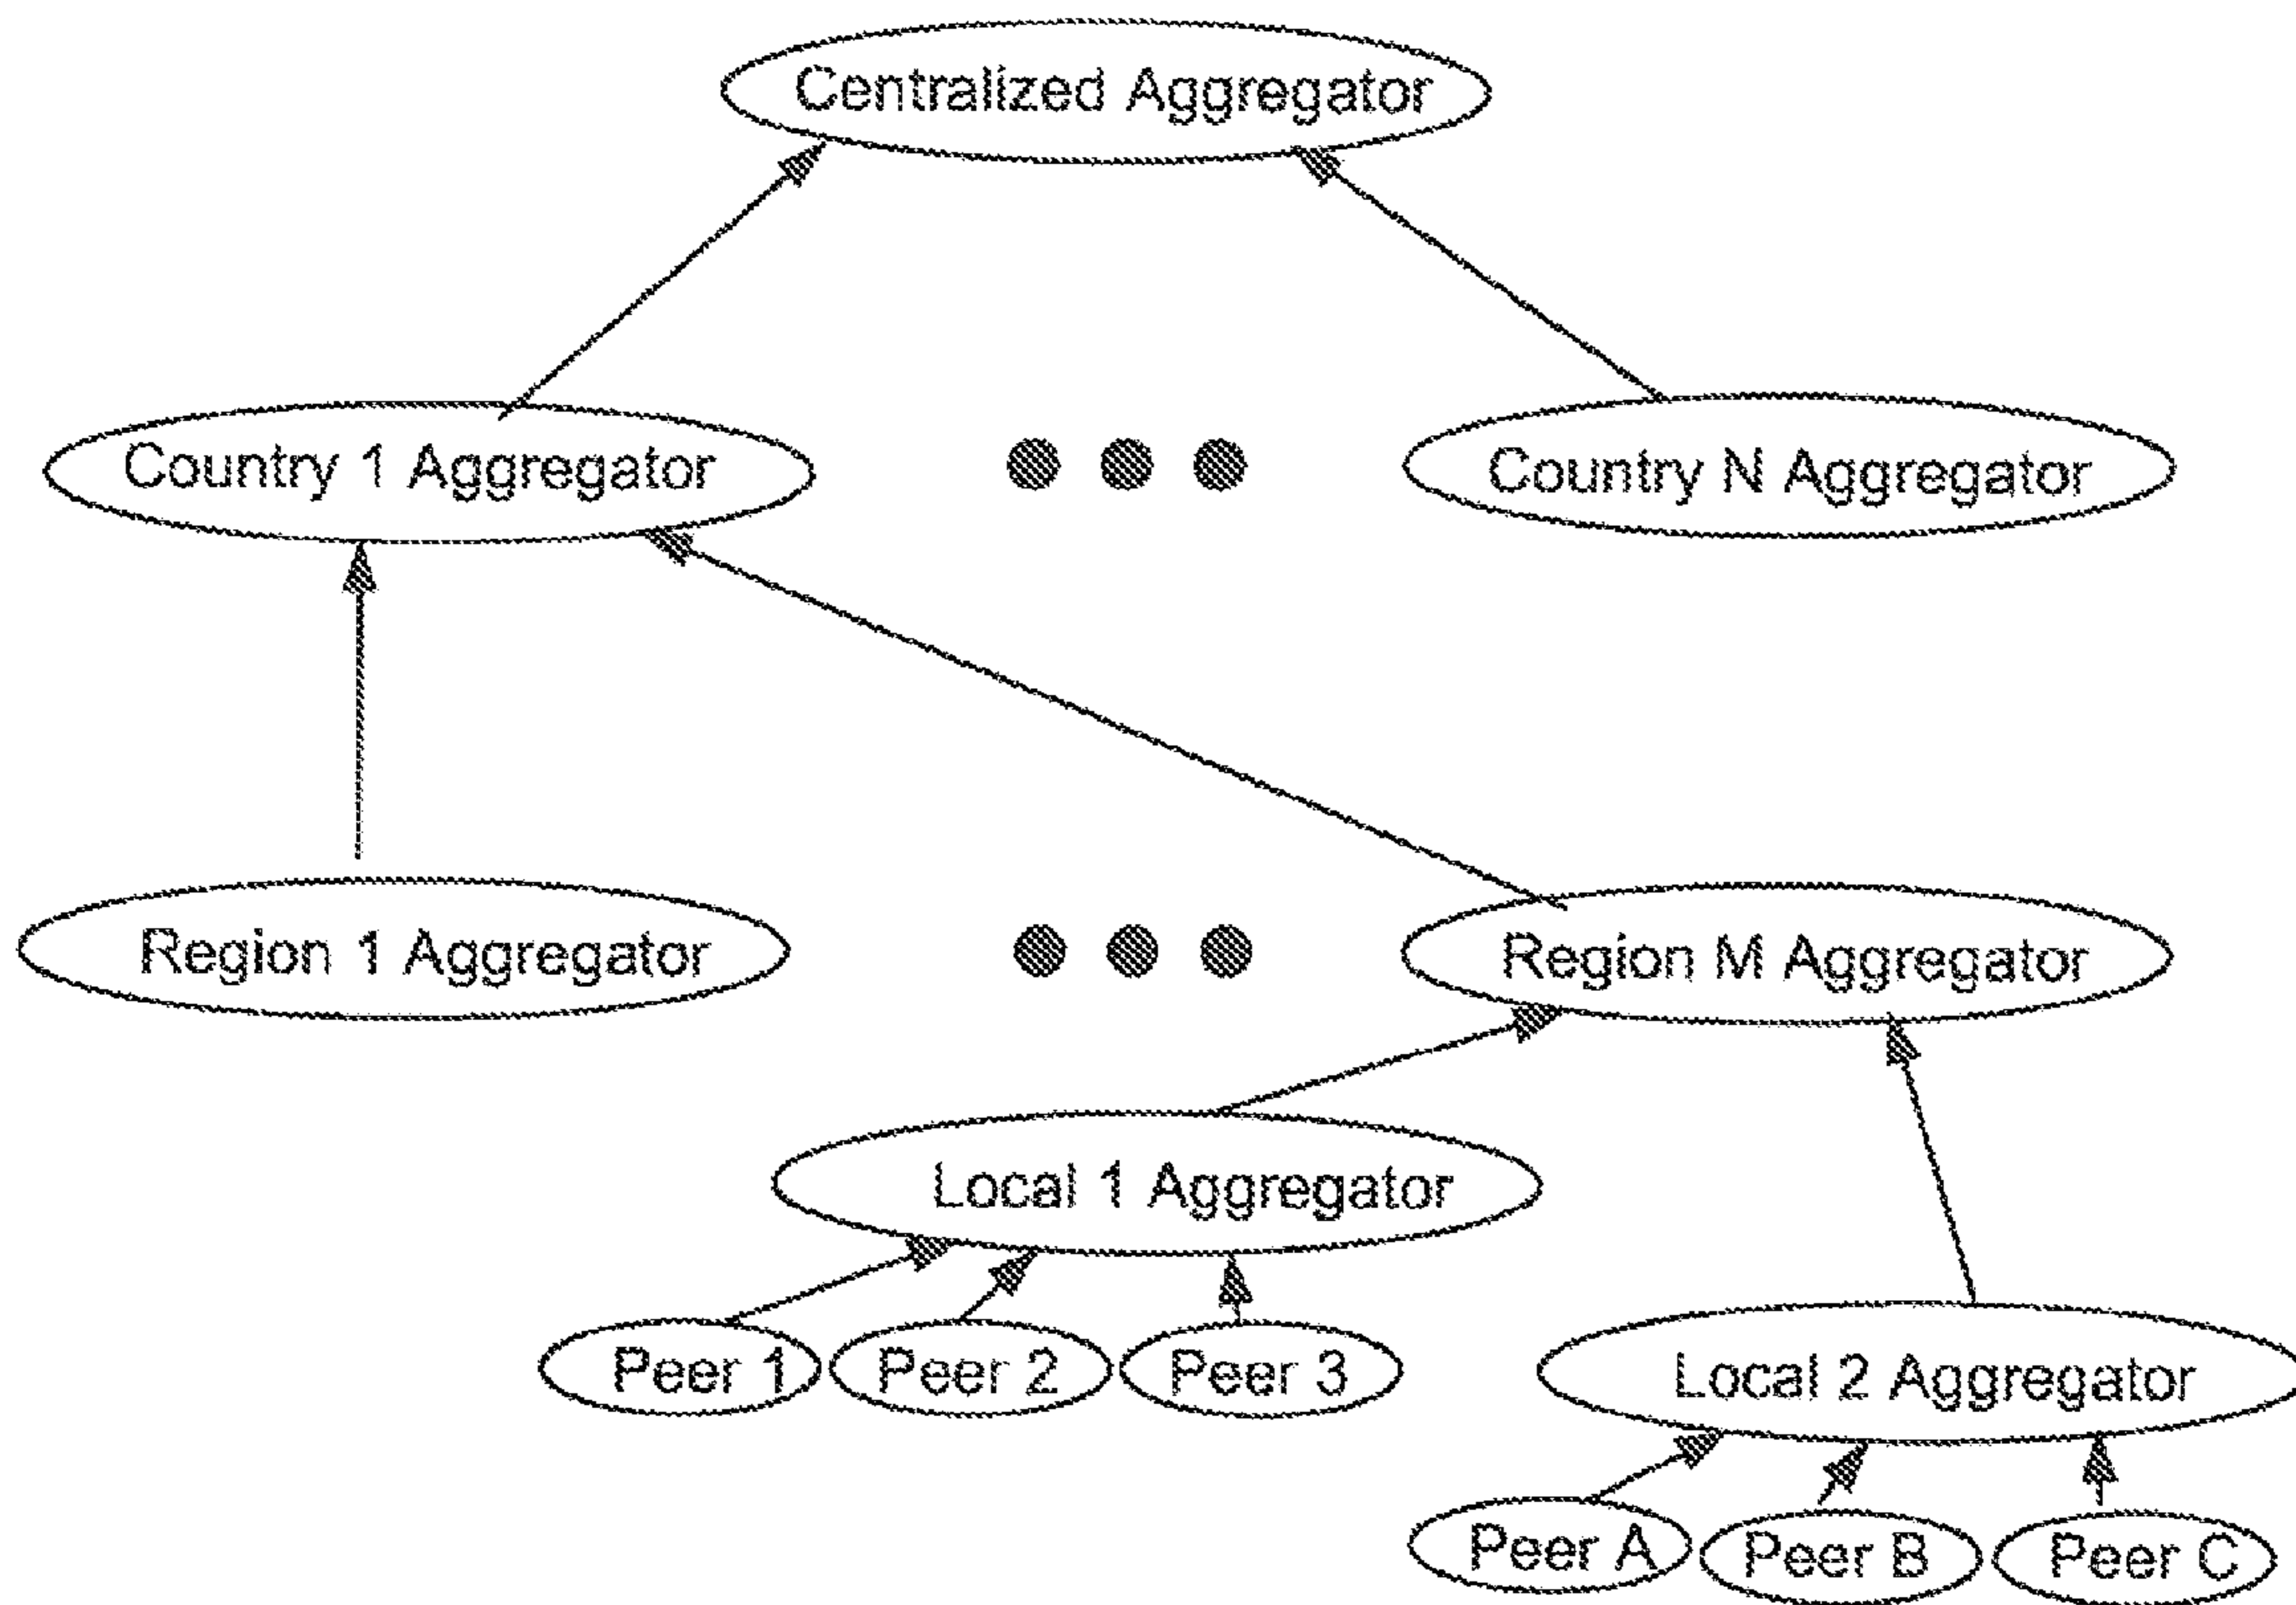 Centralized Aggregator
Country 1 Aggregator
Country N Aggregator
Region 1 Aggregator
Region M Aggregator
Local 1 Aggregator
Peer 1
Peer 2
Peer 3
Local 2 Aggregator
Peer A
Peer B
Peer C